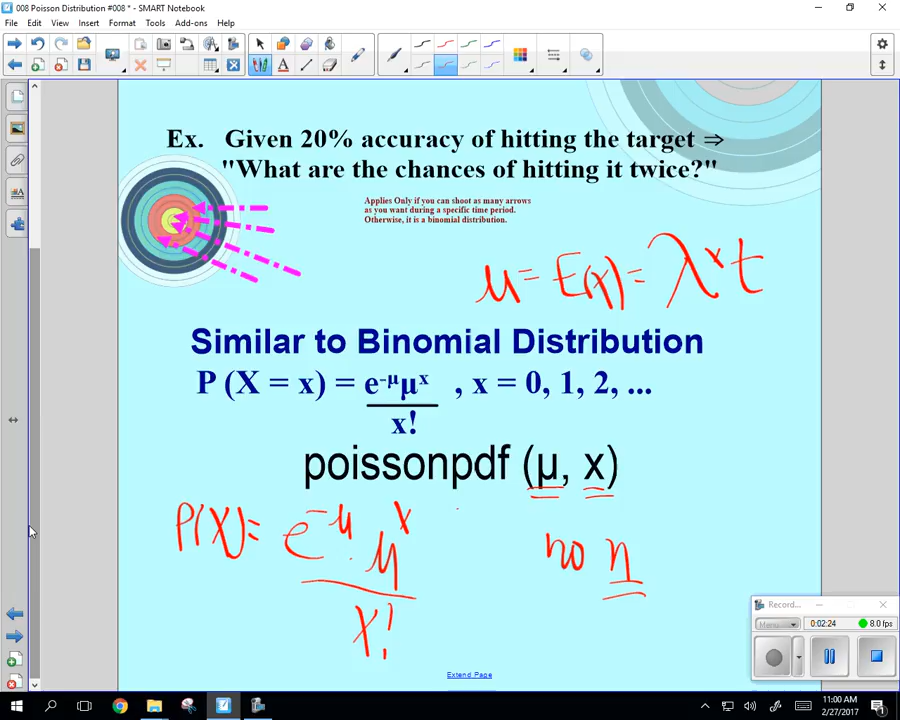 008 Poisson Distribution #008 * - SMART Notebook
File Edit View Insert Format Tools Add-ons Help
Ex. Given 20% accuracy of hitting the target ⇒
"What are the chances of hitting it twice?"
Applies Only if you can shoot as many arrows
as you want during a specific time period.
Otherwise, it is a binomial distribution.
μ = E(x) = λ x t
Similar to Binomial Distribution
P (X = x) = e^-μ μ^x , x = 0, 1, 2, ...
x!
poissonpdf (μ, x)
P(X) = e^-μ · μ^x
x!
no n
Record...
Menu
0:02:24
8.0 fps
Extend Page
11:00 AM
2/27/2017